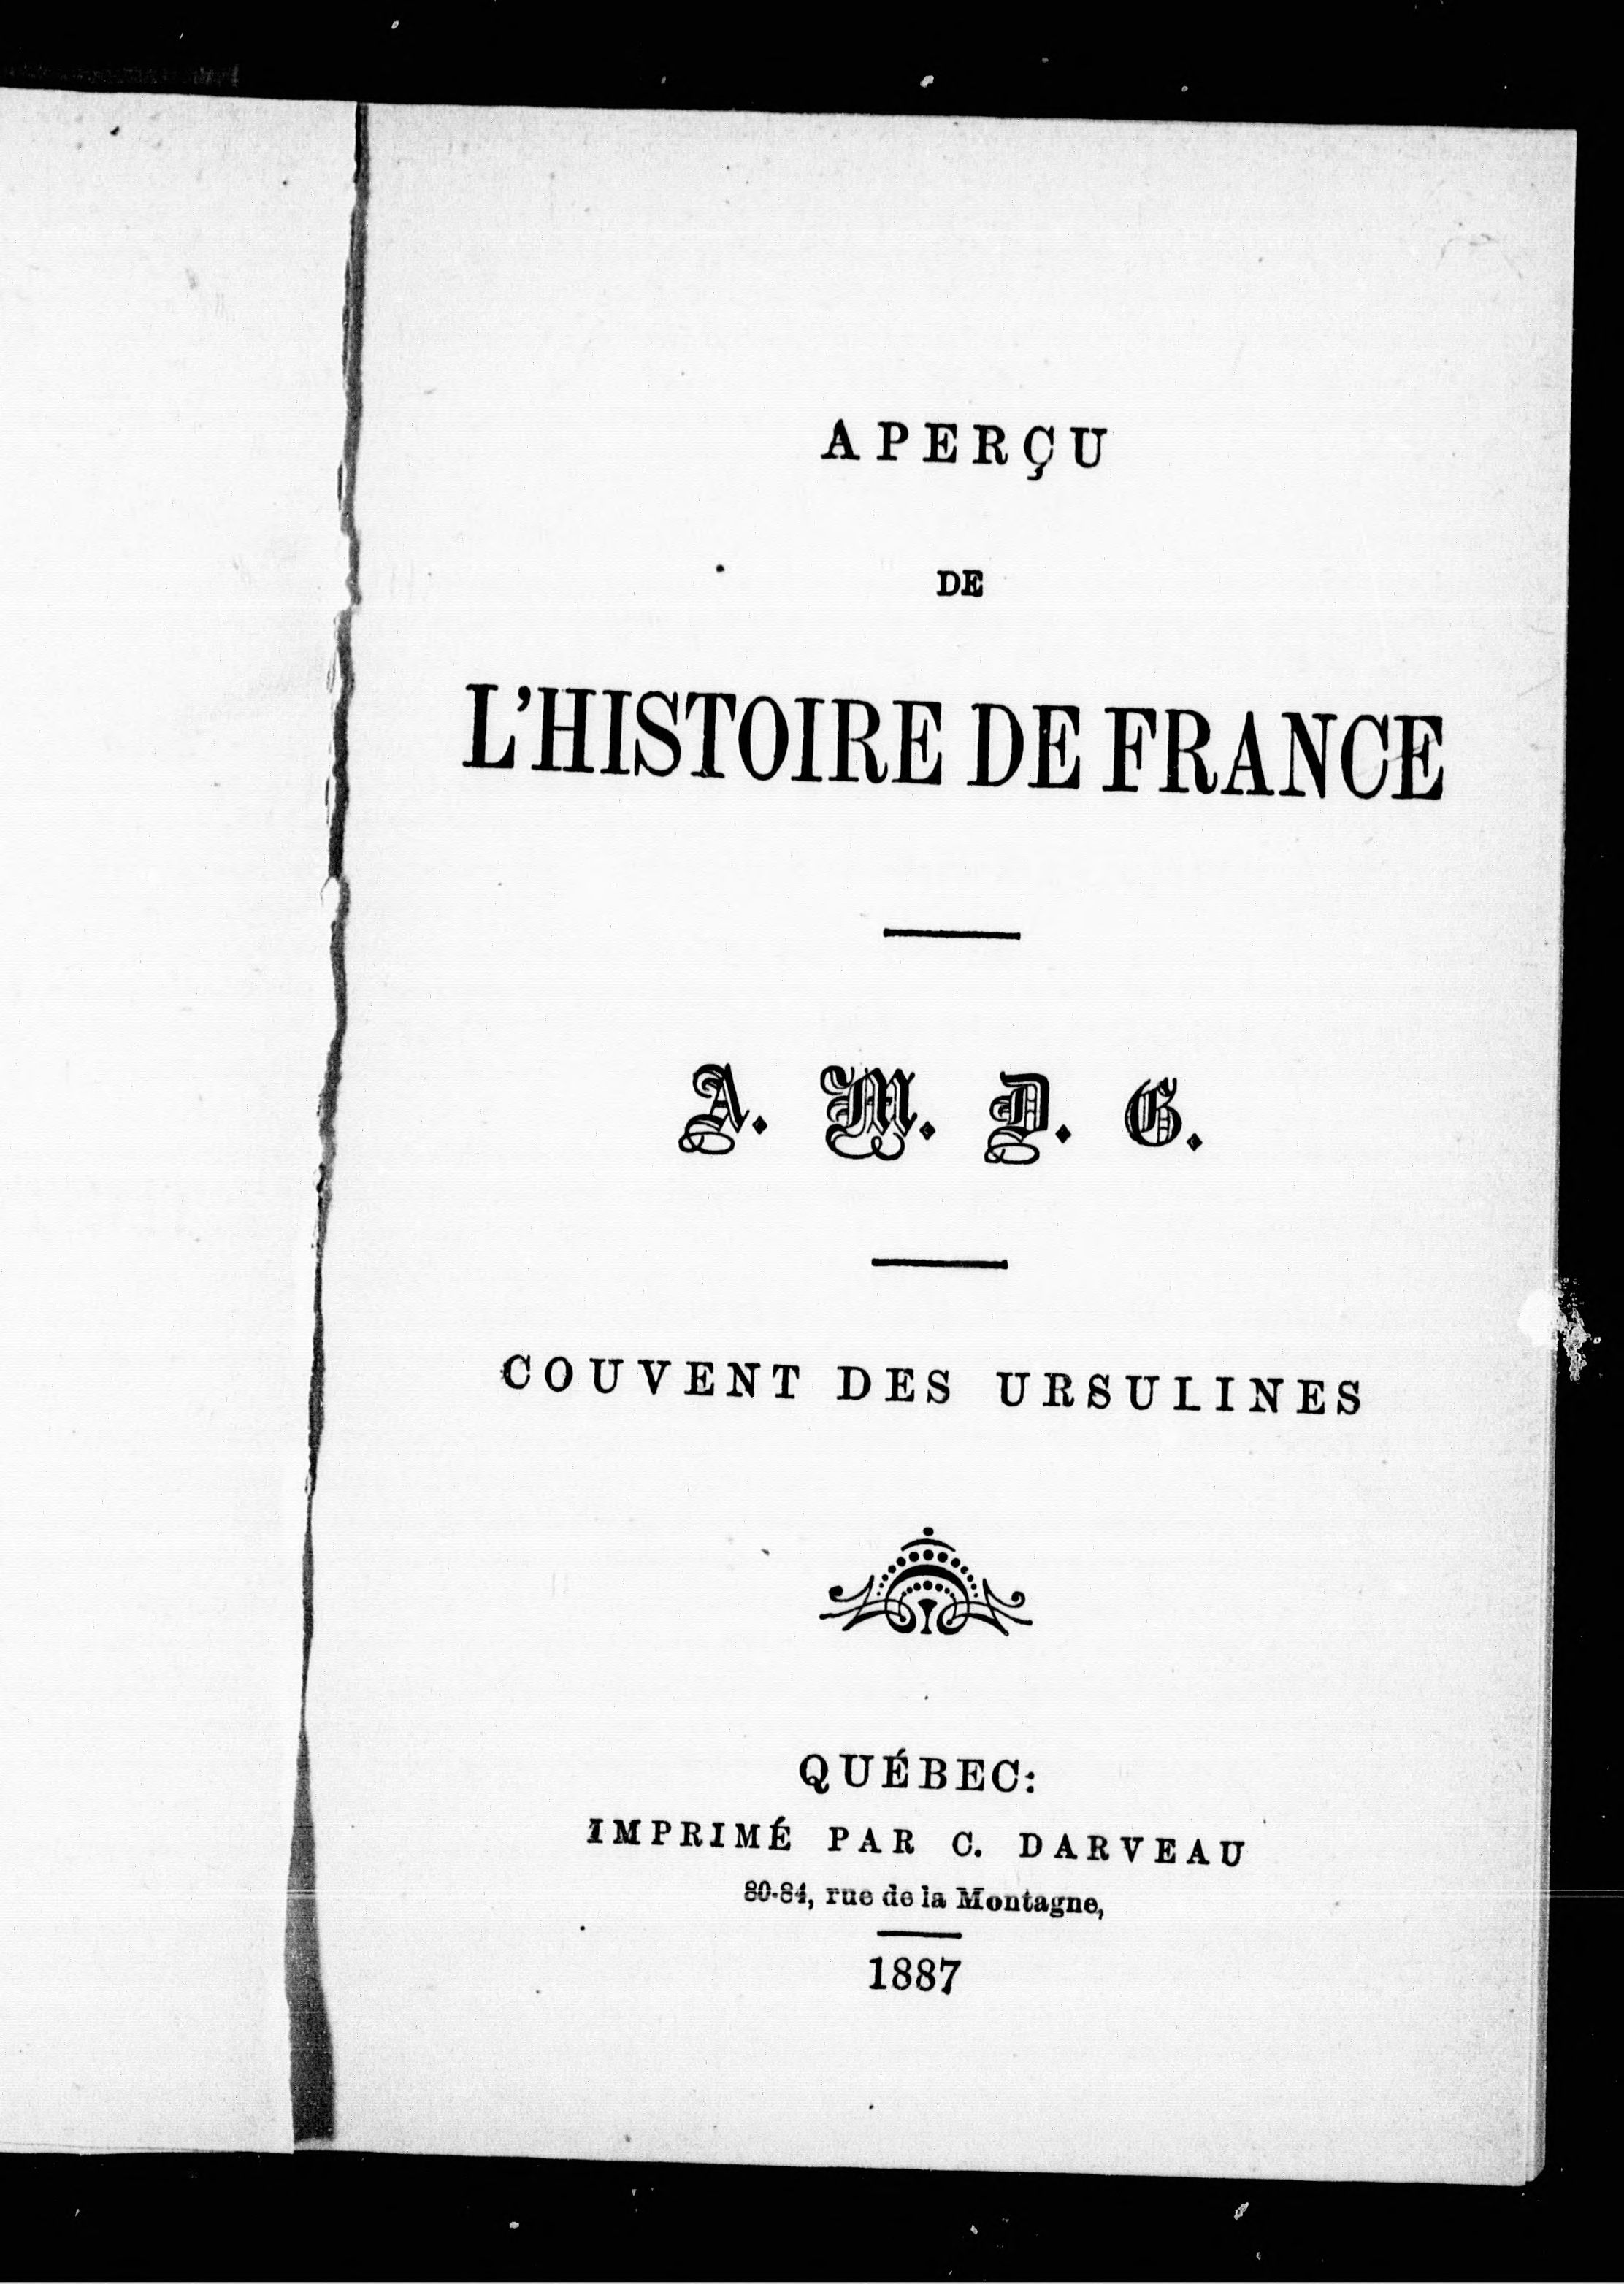 APERÇU
DE
L'HISTOIRE DE FRANCE
A. M. D. G.
COUVENT DES URSULINES
QUÉBEC:
IMPRIMÉ PAR C. DARVEAU
80-84, rue de la Montagne,
1887